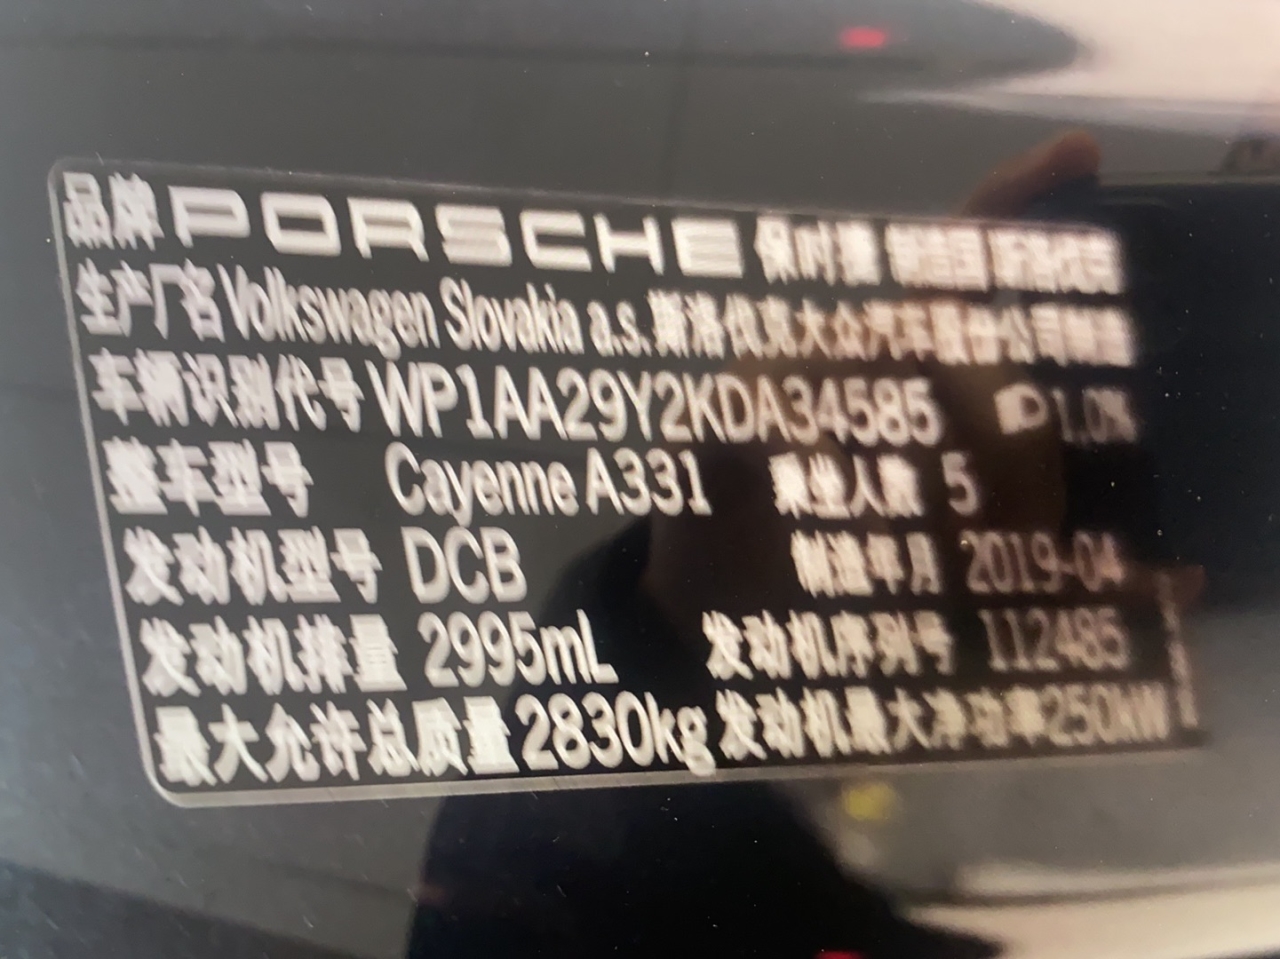 品牌 PORSCHE 保时捷 制造国 斯洛伐克
生产厂名 Volkswagen Slovakia a.s. 斯洛伐克大众汽车股份公司制造
车辆识别代号 WP1AA29Y2KDA34585 1.0%
整车型号 Cayenne A331 乘坐人数 5
发动机型号 DCB 制造年月 2019-04
发动机排量 2995mL 发动机序列号 112485
最大允许总质量 2830kg 发动机最大净功率 250kW